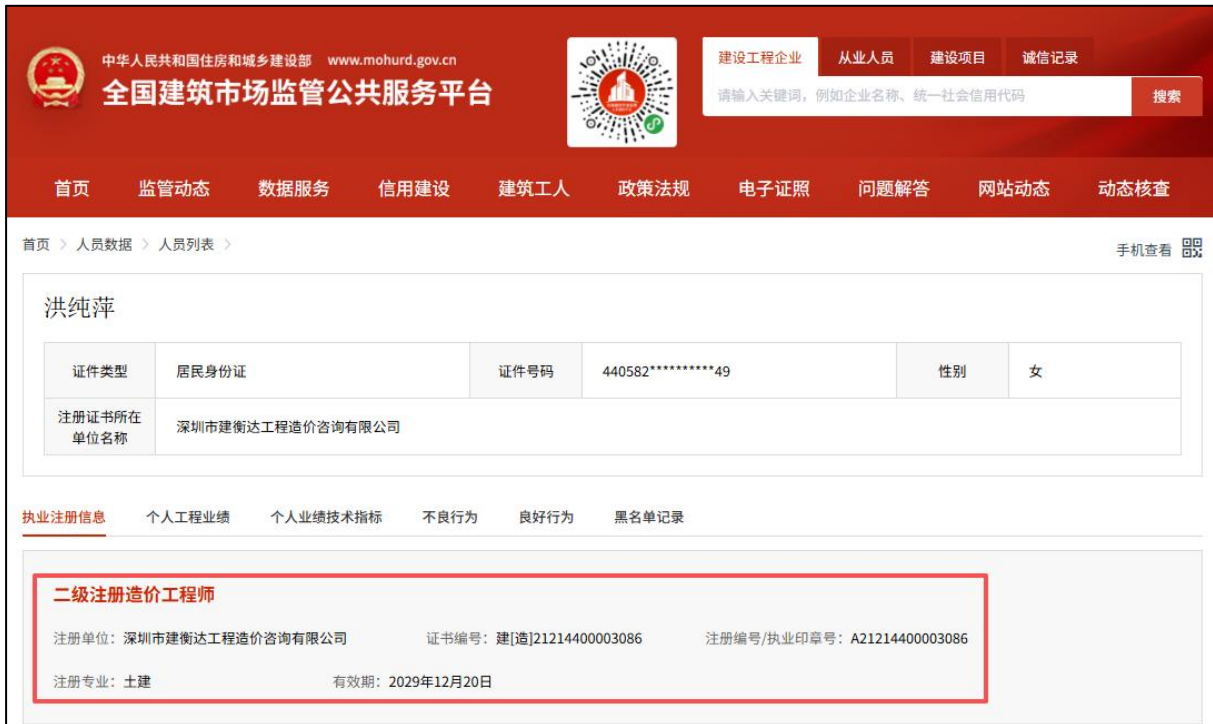 中华人民共和国住房和城乡建设部 www.mohurd.gov.cn
全国建筑市场监管公共服务平台
建设工程企业 从业人员 建设项目 诚信记录
请输入关键词，例如企业名称、统一社会信用代码 搜索
首页 监管动态 数据服务 信用建设 建筑工人 政策法规 电子证照 问题解答 网站动态 动态核查
首页 > 人员数据 > 人员列表 >
手机查看
洪纯萍
证件类型 居民身份证 证件号码 440582**********49 性别 女
注册证书所在
单位名称
深圳市建衡达工程造价咨询有限公司
执业注册信息 个人工程业绩 个人业绩技术指标 不良行为 良好行为 黑名单记录
二级注册造价工程师
注册单位：深圳市建衡达工程造价咨询有限公司 证书编号：建[造]21214400003086 注册编号/执业印章号：A21214400003086
注册专业：土建 有效期：2029年12月20日